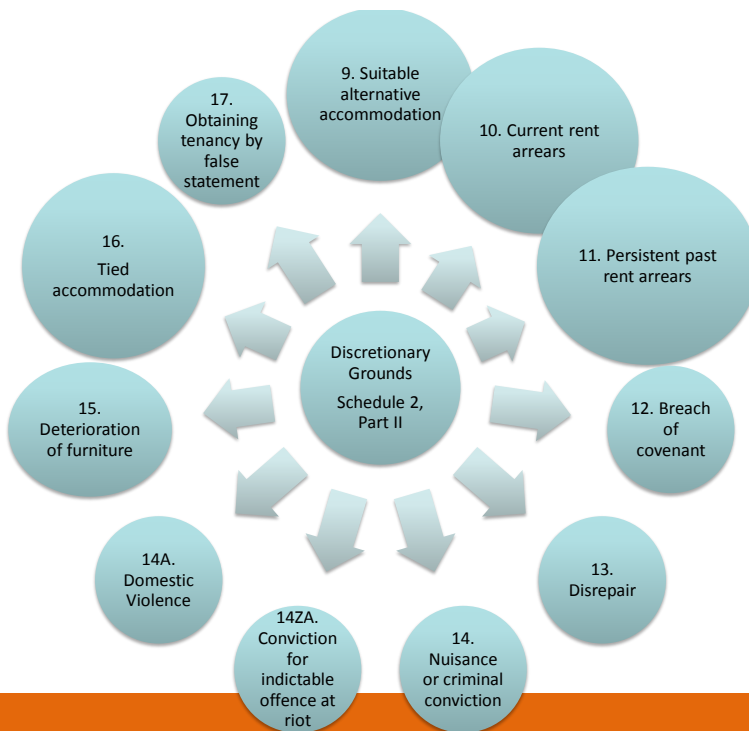 Discretionary
Grounds
Schedule 2,
Part II
9. Suitable
alternative
accommodation
10. Current rent
arrears
11. Persistent past
rent arrears
12. Breach
of
covenant
13.
Disrepair
14.
Nuisance
or criminal
conviction
14ZA.
Conviction
for
indictable
offence at
riot
14A.
Domestic
Violence
15.
Deterioration
of furniture
16.
Tied
accommodation
17.
Obtaining
tenancy by
false
statement